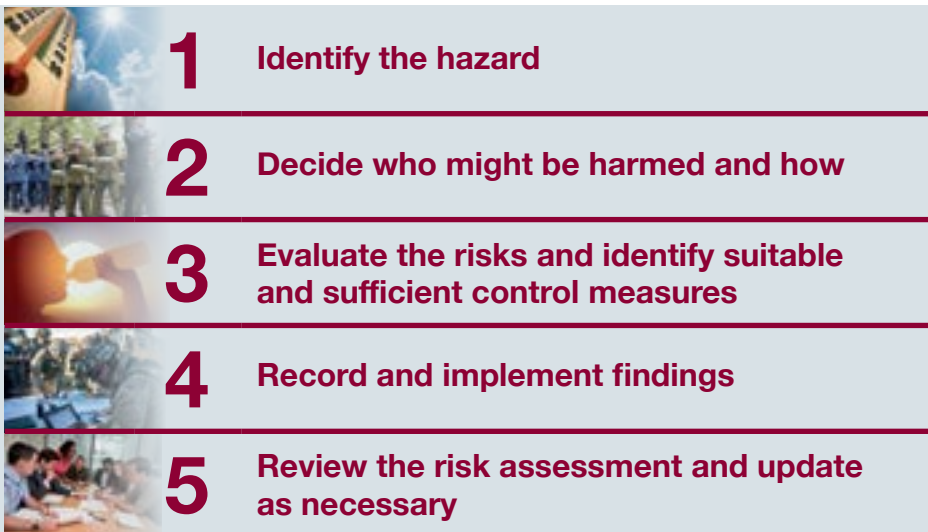 1 Identify the hazard
2 Decide who might be harmed and how
3 Evaluate the risks and identify suitable
and sufficient control measures
4 Record and implement findings
5 Review the risk assessment and update
as necessary